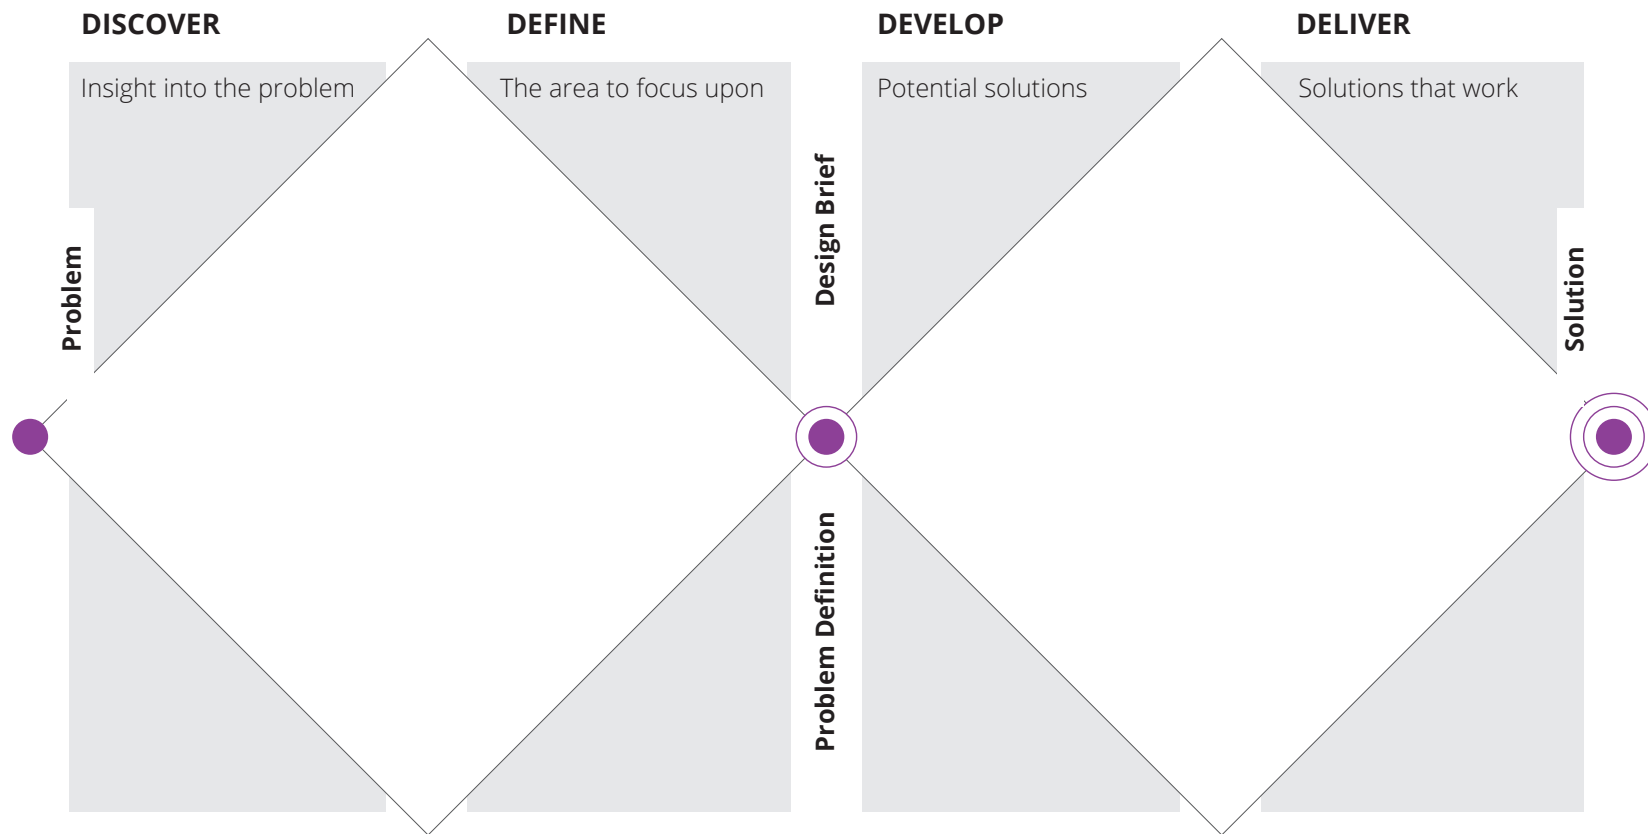 DISCOVER
DEFINE
DEVELOP
DELIVER
Insight into the problem
The area to focus upon
Potential solutions
Solutions that work
Problem
Design Brief
Problem Definition
Solution